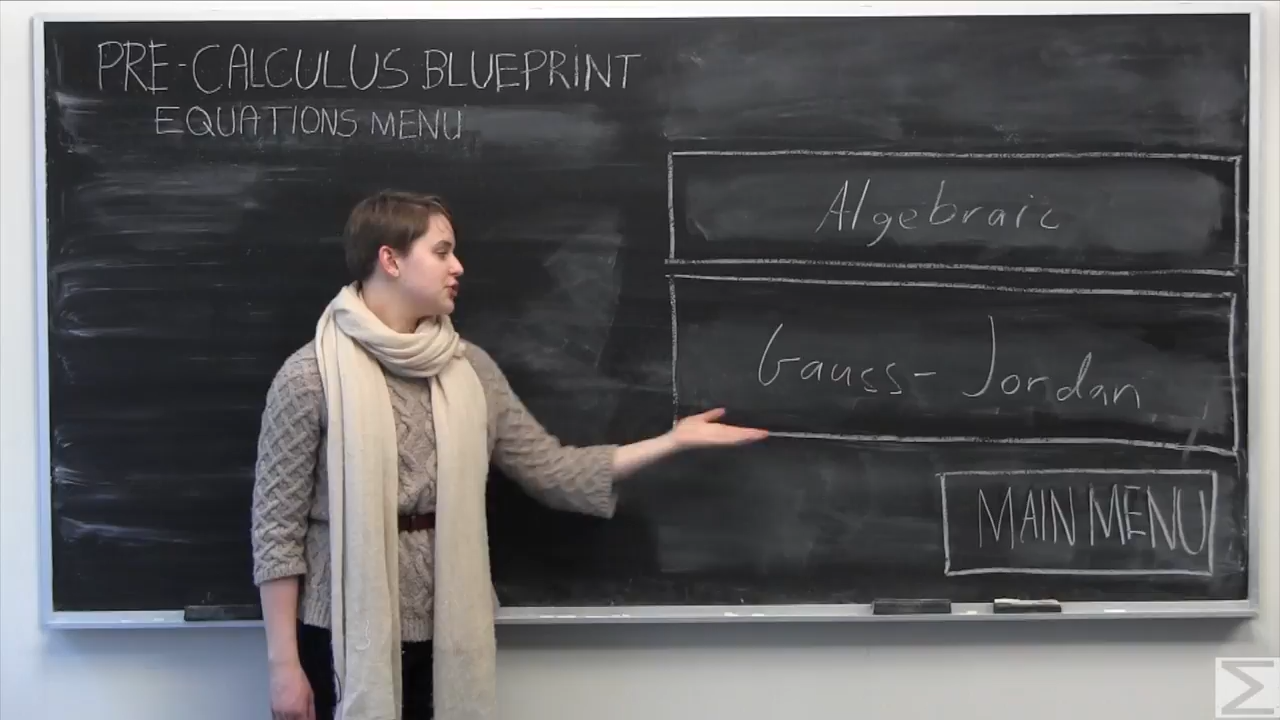 PRE-CALCULUS BLUEPRINT
EQUATIONS MENU
Algebraic
Gauss-Jordan
MAIN MENU